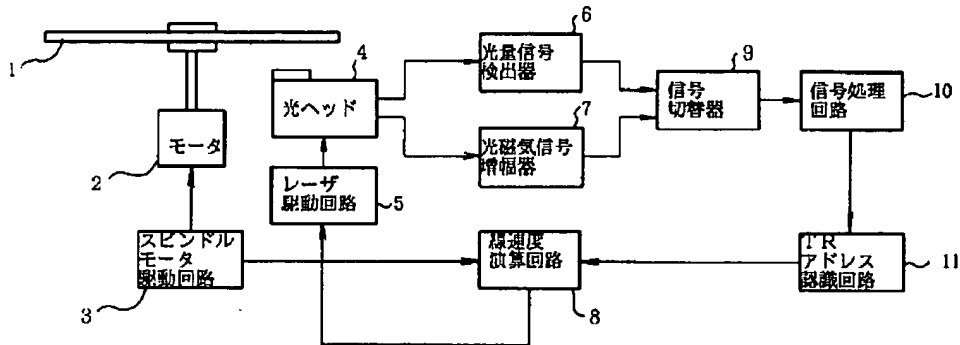 1
モータ
2
スピンドル
モータ
駆動回路
3
4
光ヘッド
レーザ
駆動回路
5
6
光量信号
検出器
7
光磁気信号
増幅器
線速度
演算回路
8
9
信号
切替器
信号処理
回路
10
TR
アドレス
認識回路
11